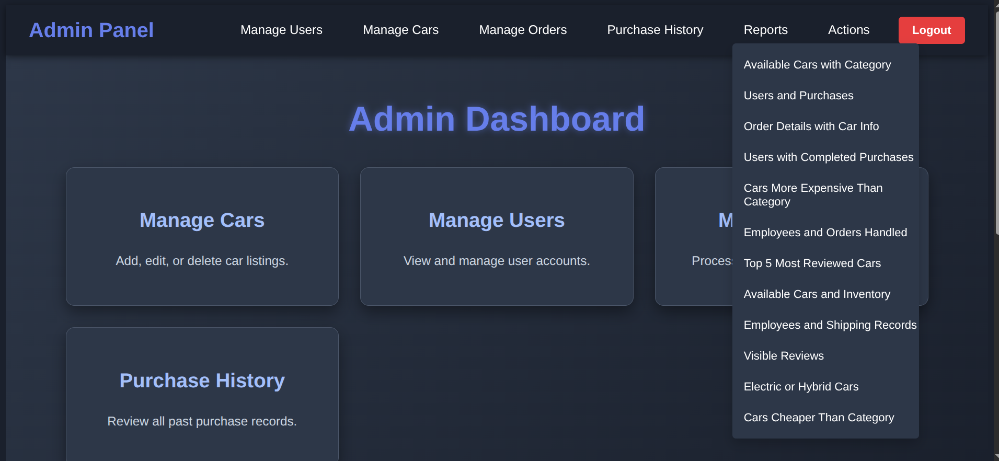 Admin Panel
Manage Users
Manage Cars
Manage Orders
Purchase History
Reports
Actions
Logout
Available Cars with Category
Users and Purchases
Order Details with Car Info
Users with Completed Purchases
Cars More Expensive Than
Category
Employees and Orders Handled
Top 5 Most Reviewed Cars
Available Cars and Inventory
Employees and Shipping Records
Visible Reviews
Electric or Hybrid Cars
Cars Cheaper Than Category
Admin Dashboard
Manage Cars
Add, edit, or delete car listings.
Manage Users
View and manage user accounts.
Purchase History
Review all past purchase records.